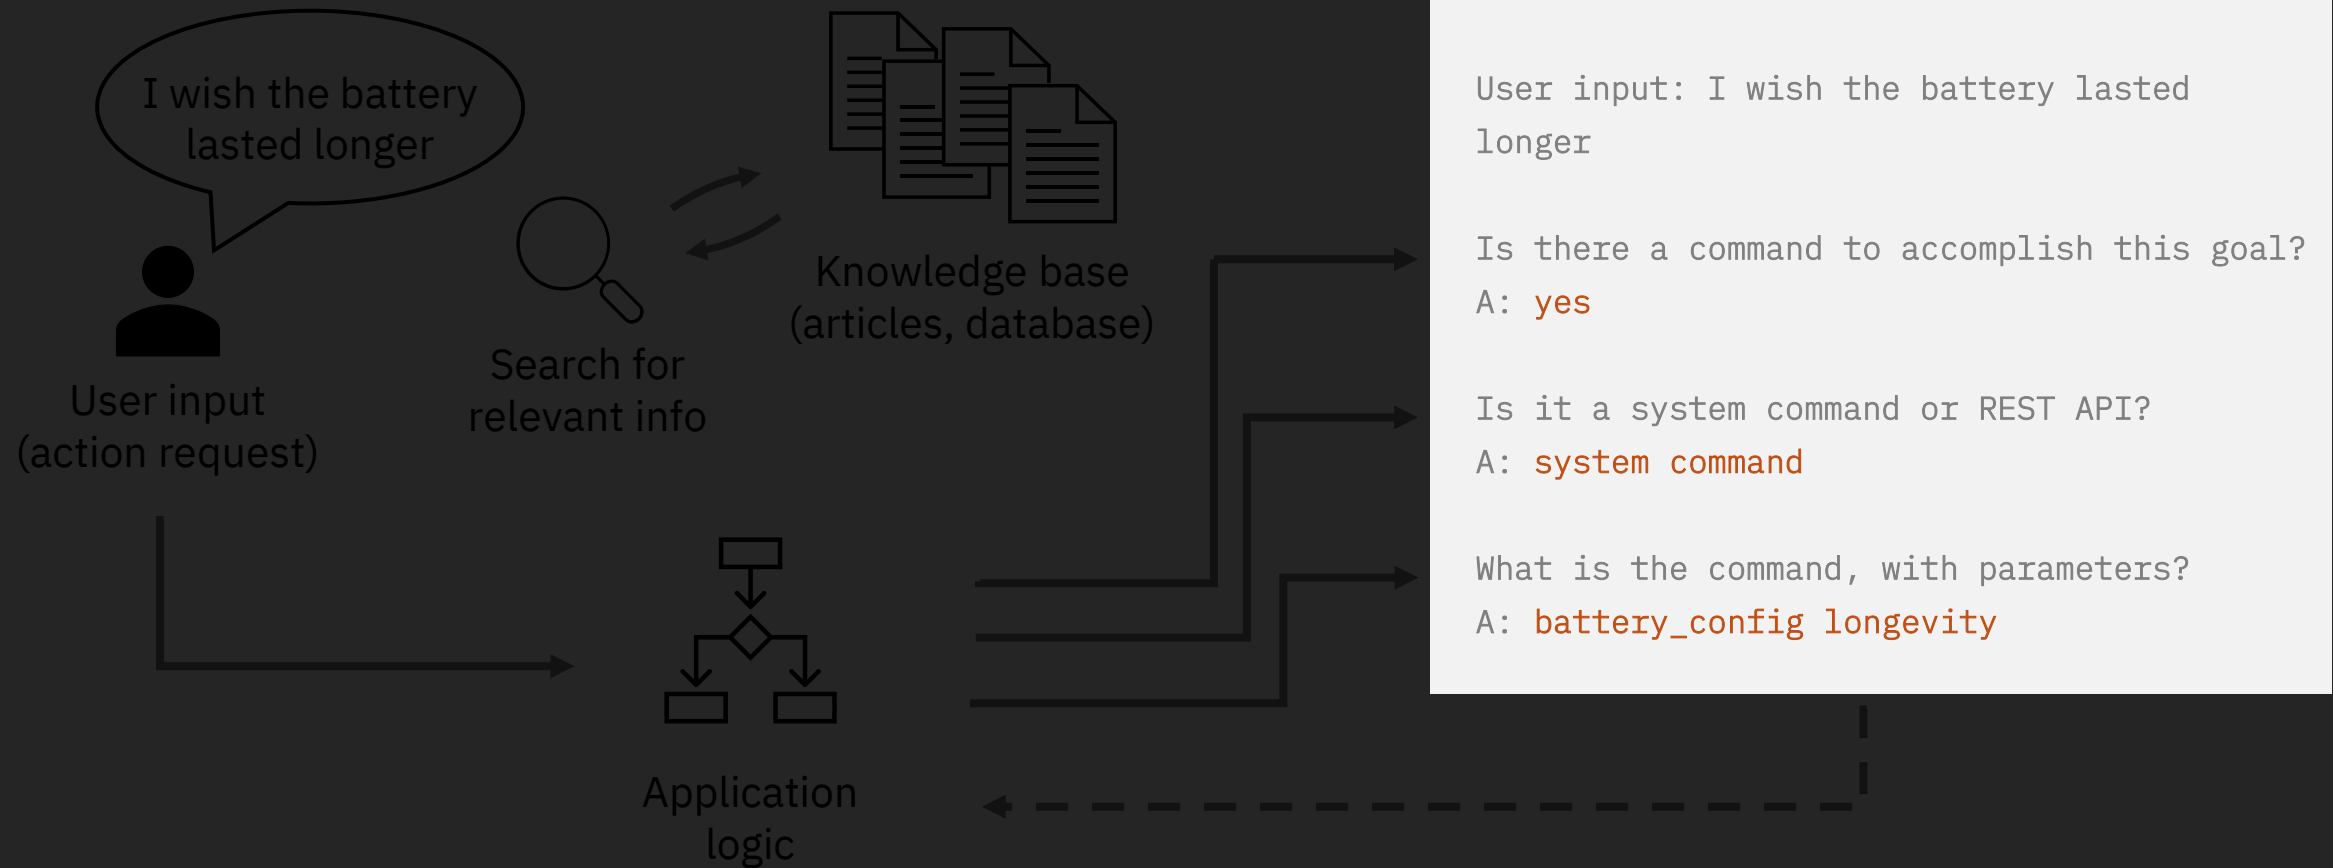 I wish the battery
lasted longer
User input
(action request)
Search for
relevant info
Knowledge base
(articles, database)
Application
logic
User input: I wish the battery lasted
longer
Is there a command to accomplish this goal?
A: yes
Is it a system command or REST API?
A: system command
What is the command, with parameters?
A: battery_config longevity